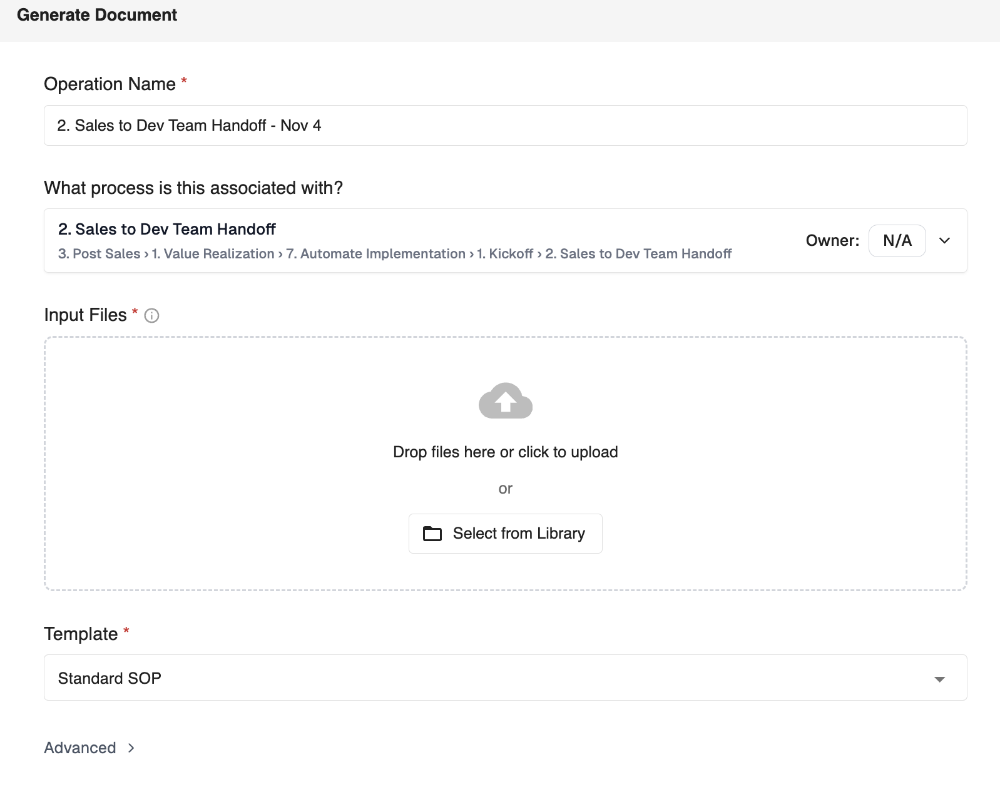 Generate Document
Operation Name *
2. Sales to Dev Team Handoff - Nov 4
What process is this associated with?
2. Sales to Dev Team Handoff
3. Post Sales › 1. Value Realization › 7. Automate Implementation › 1. Kickoff › 2. Sales to Dev Team Handoff
Owner: N/A
Input Files *
Drop files here or click to upload
or
Select from Library
Template *
Standard SOP
Advanced